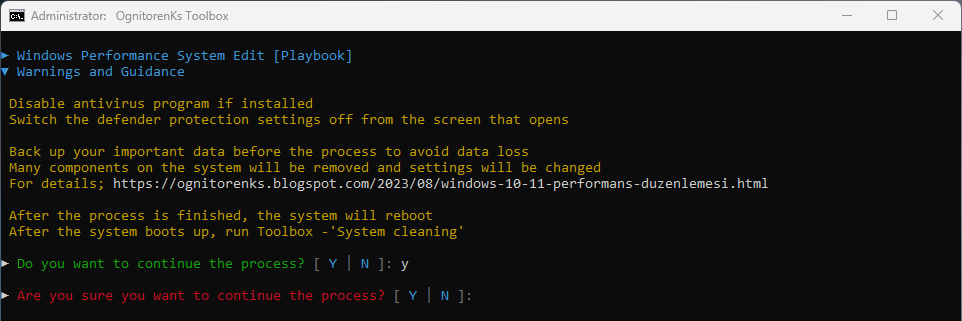 Administrator: OgnitorenKs Toolbox
► Windows Performance System Edit [Playbook]
▼ Warnings and Guidance
Disable antivirus program if installed
Switch the defender protection settings off from the screen that opens
Back up your important data before the process to avoid data loss
Many components on the system will be removed and settings will be changed
For details; https://ognitorenks.blogspot.com/2023/08/windows-10-11-performans-duzenlemesi.html
After the process is finished, the system will reboot
After the system boots up, run Toolbox -'System cleaning'
► Do you want to continue the process? [ Y | N ]: y
► Are you sure you want to continue the process? [ Y | N ]: